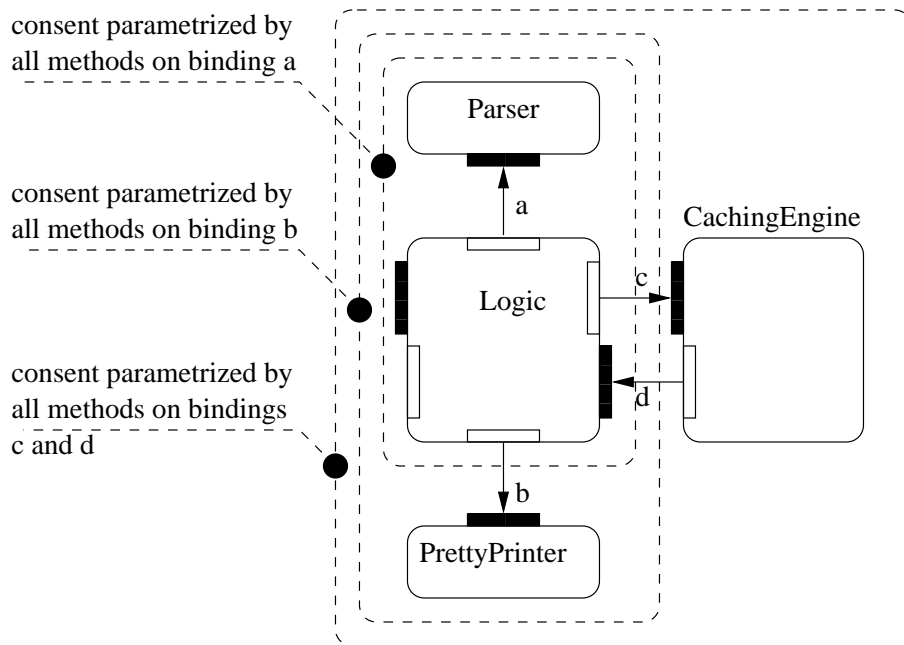 consent parametrized by
all methods on binding a
consent parametrized by
all methods on binding b
consent parametrized by
all methods on bindings
c and d
Parser
a
CachingEngine
Logic
c
d
b
PrettyPrinter